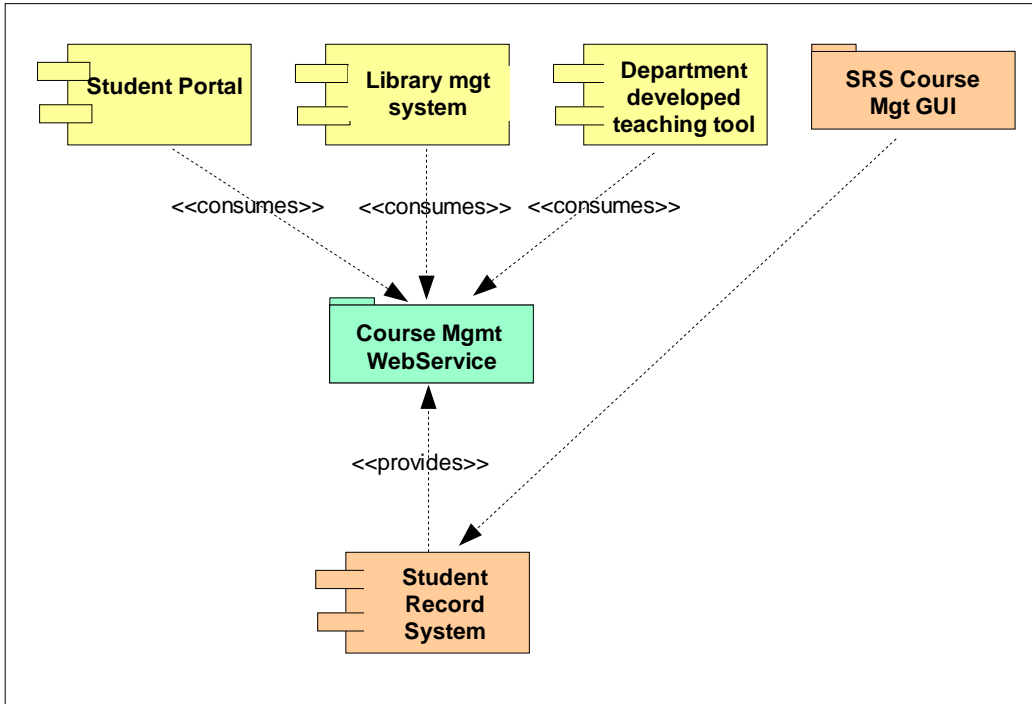 Student Portal
Library mgt
system
Department
developed
teaching tool
SRS Course
Mgt GUI
<<consumes>>
<<consumes>>
<<consumes>>
Course Mgmt
WebService
<<provides>>
Student
Record
System